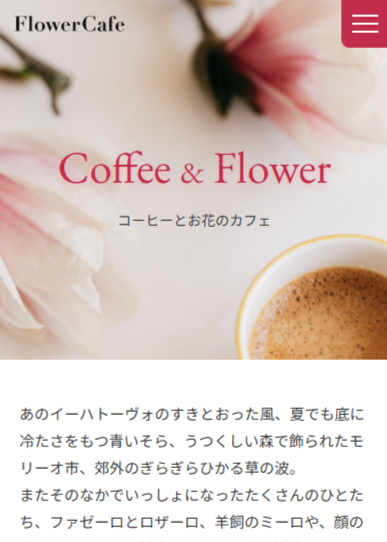 FlowerCafe
Coffee & Flower
コーヒーとお花のカフェ
あのイーハトーヴォのすきとおった風、夏でも底に
冷たさをもつ青いそら、うつくしい森で飾られたモ
リーオ市、郊外のぎらぎらひかる草の波。
またそのなかでいっしょになったたくさんのひとた
ち、ファゼーロとロザーロ、羊飼のミーロや、顔の